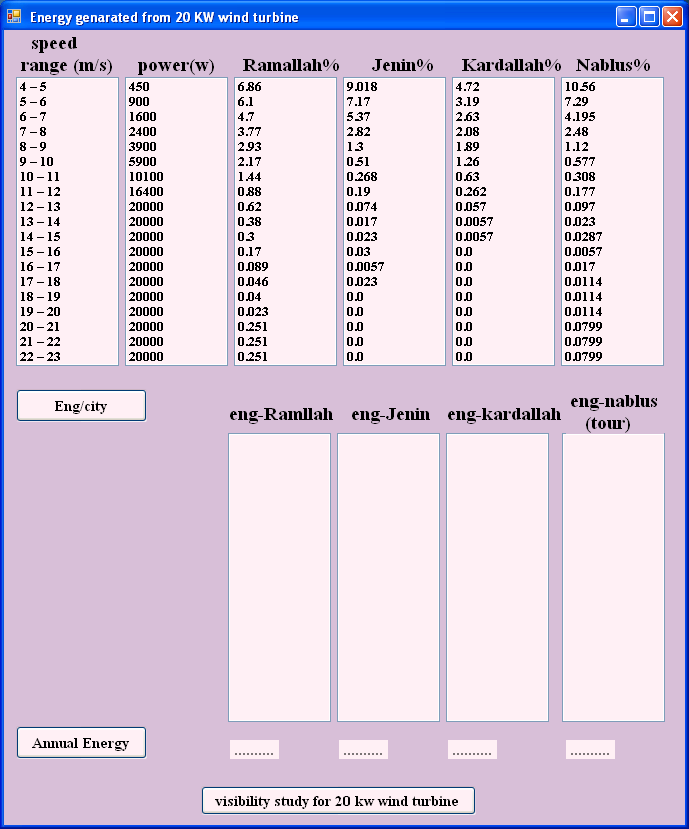 Energy genarated from 20 KW wind turbine
speed
range (m/s) power(w) Ramallah% Jenin% Kardallah% Nablus%
4 – 5 450 6.86 9.018 4.72 10.56
5 – 6 900 6.1 7.17 3.19 7.29
6 – 7 1600 4.7 5.37 2.63 4.195
7 – 8 2400 3.77 2.82 2.08 2.48
8 – 9 3900 2.93 1.3 1.89 1.12
9 – 10 5900 2.17 0.51 1.26 0.577
10 – 11 10100 1.44 0.268 0.63 0.308
11 – 12 16400 0.88 0.19 0.262 0.177
12 – 13 20000 0.62 0.074 0.057 0.097
13 – 14 20000 0.38 0.017 0.0057 0.023
14 – 15 20000 0.3 0.023 0.0057 0.0287
15 – 16 20000 0.17 0.03 0.0 0.0057
16 – 17 20000 0.089 0.0057 0.0 0.017
17 – 18 20000 0.046 0.023 0.0 0.0114
18 – 19 20000 0.04 0.0 0.0 0.0114
19 – 20 20000 0.023 0.0 0.0 0.0114
20 – 21 20000 0.251 0.0 0.0 0.0799
21 – 22 20000 0.251 0.0 0.0 0.0799
22 – 23 20000 0.251 0.0 0.0 0.0799
Eng/city
eng-Ramllah eng-Jenin eng-kardallah eng-nablus
(tour)
Annual Energy .......... .......... .......... ..........
visibility study for 20 kw wind turbine